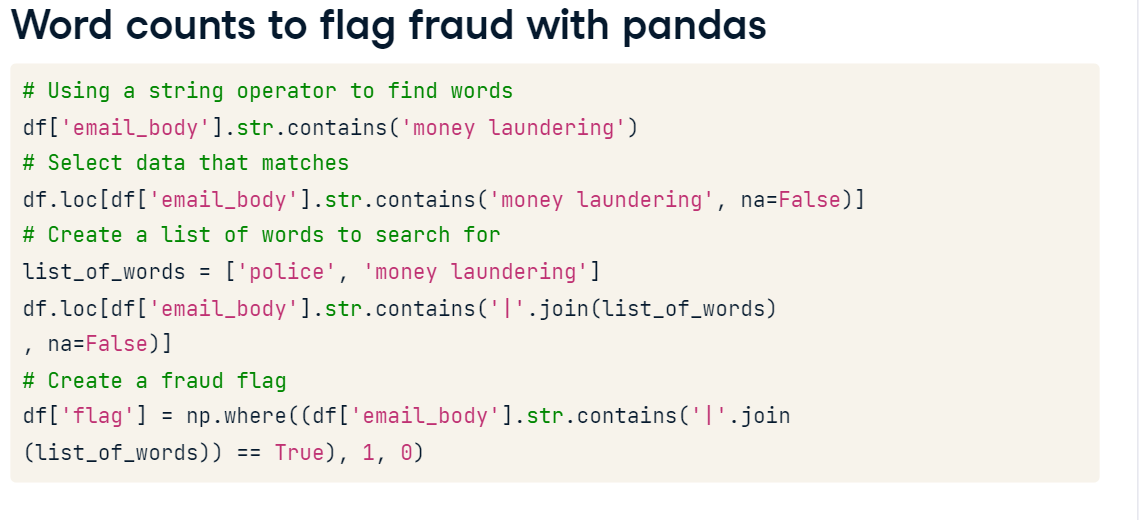 Word counts to flag fraud with pandas
# Using a string operator to find words
df['email_body'].str.contains('money laundering')
# Select data that matches
df.loc[df['email_body'].str.contains('money laundering', na=False)]
# Create a list of words to search for
list_of_words = ['police', 'money laundering']
df.loc[df['email_body'].str.contains('|'.join(list_of_words)
, na=False)]
# Create a fraud flag
df['flag'] = np.where((df['email_body'].str.contains('|'.join
(list_of_words)) == True), 1, 0)